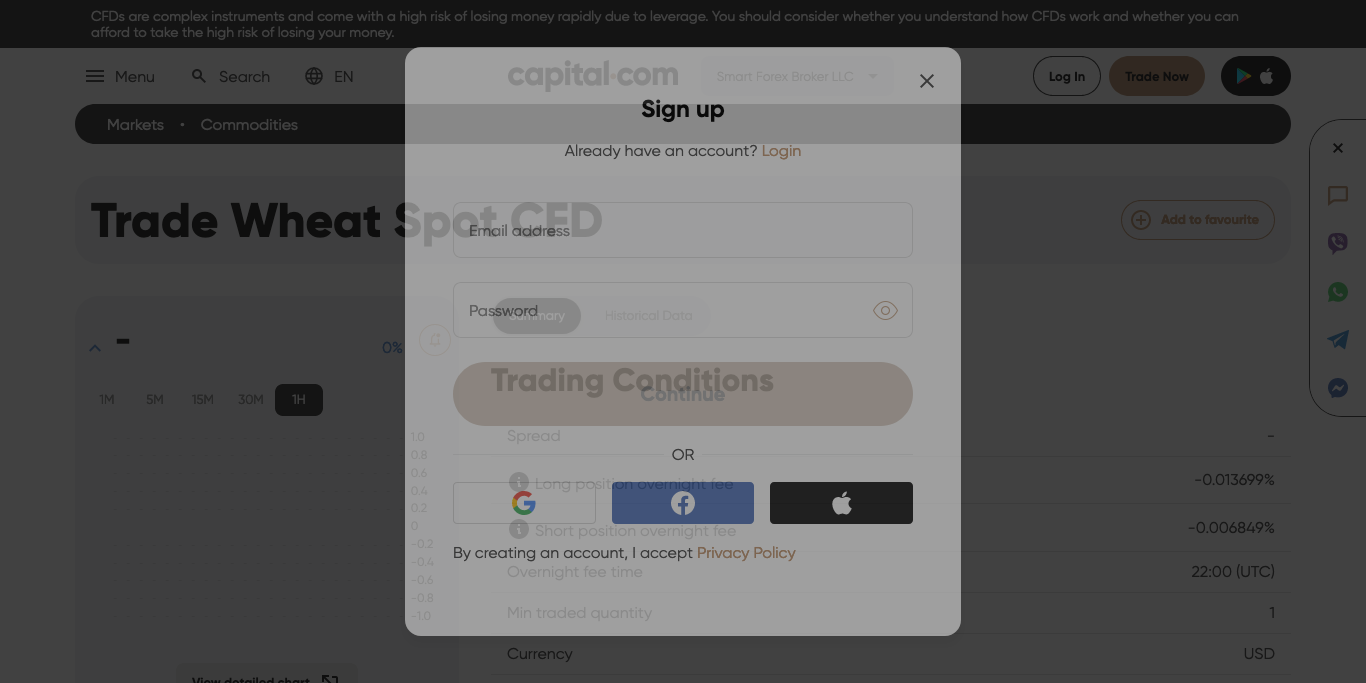 CFDs are complex instruments and come with a high risk of losing money rapidly due to leverage. You should consider whether you understand how CFDs work and whether you can
afford to take the high risk of losing your money.
Menu
Search
EN
capital.com
Smart Forex Broker LLC
Log In
Trade Now
Markets
Commodities
Sign up
Already have an account? Login
Trade Wheat Spot CFD
Add to favourite
Email address
Password
Summary
Historical Data
0%
1M
5M
15M
30M
1H
Trading Conditions
Continue
1.0
0.8
0.6
0.4
0.2
0
-0.2
-0.4
-0.6
-0.8
-1.0
Spread
-
OR
Long position overnight fee
-0.013699%
Short position overnight fee
-0.006849%
By creating an account, I accept Privacy Policy
Overnight fee time
22:00 (UTC)
Min traded quantity
1
Currency
USD
View detailed chart